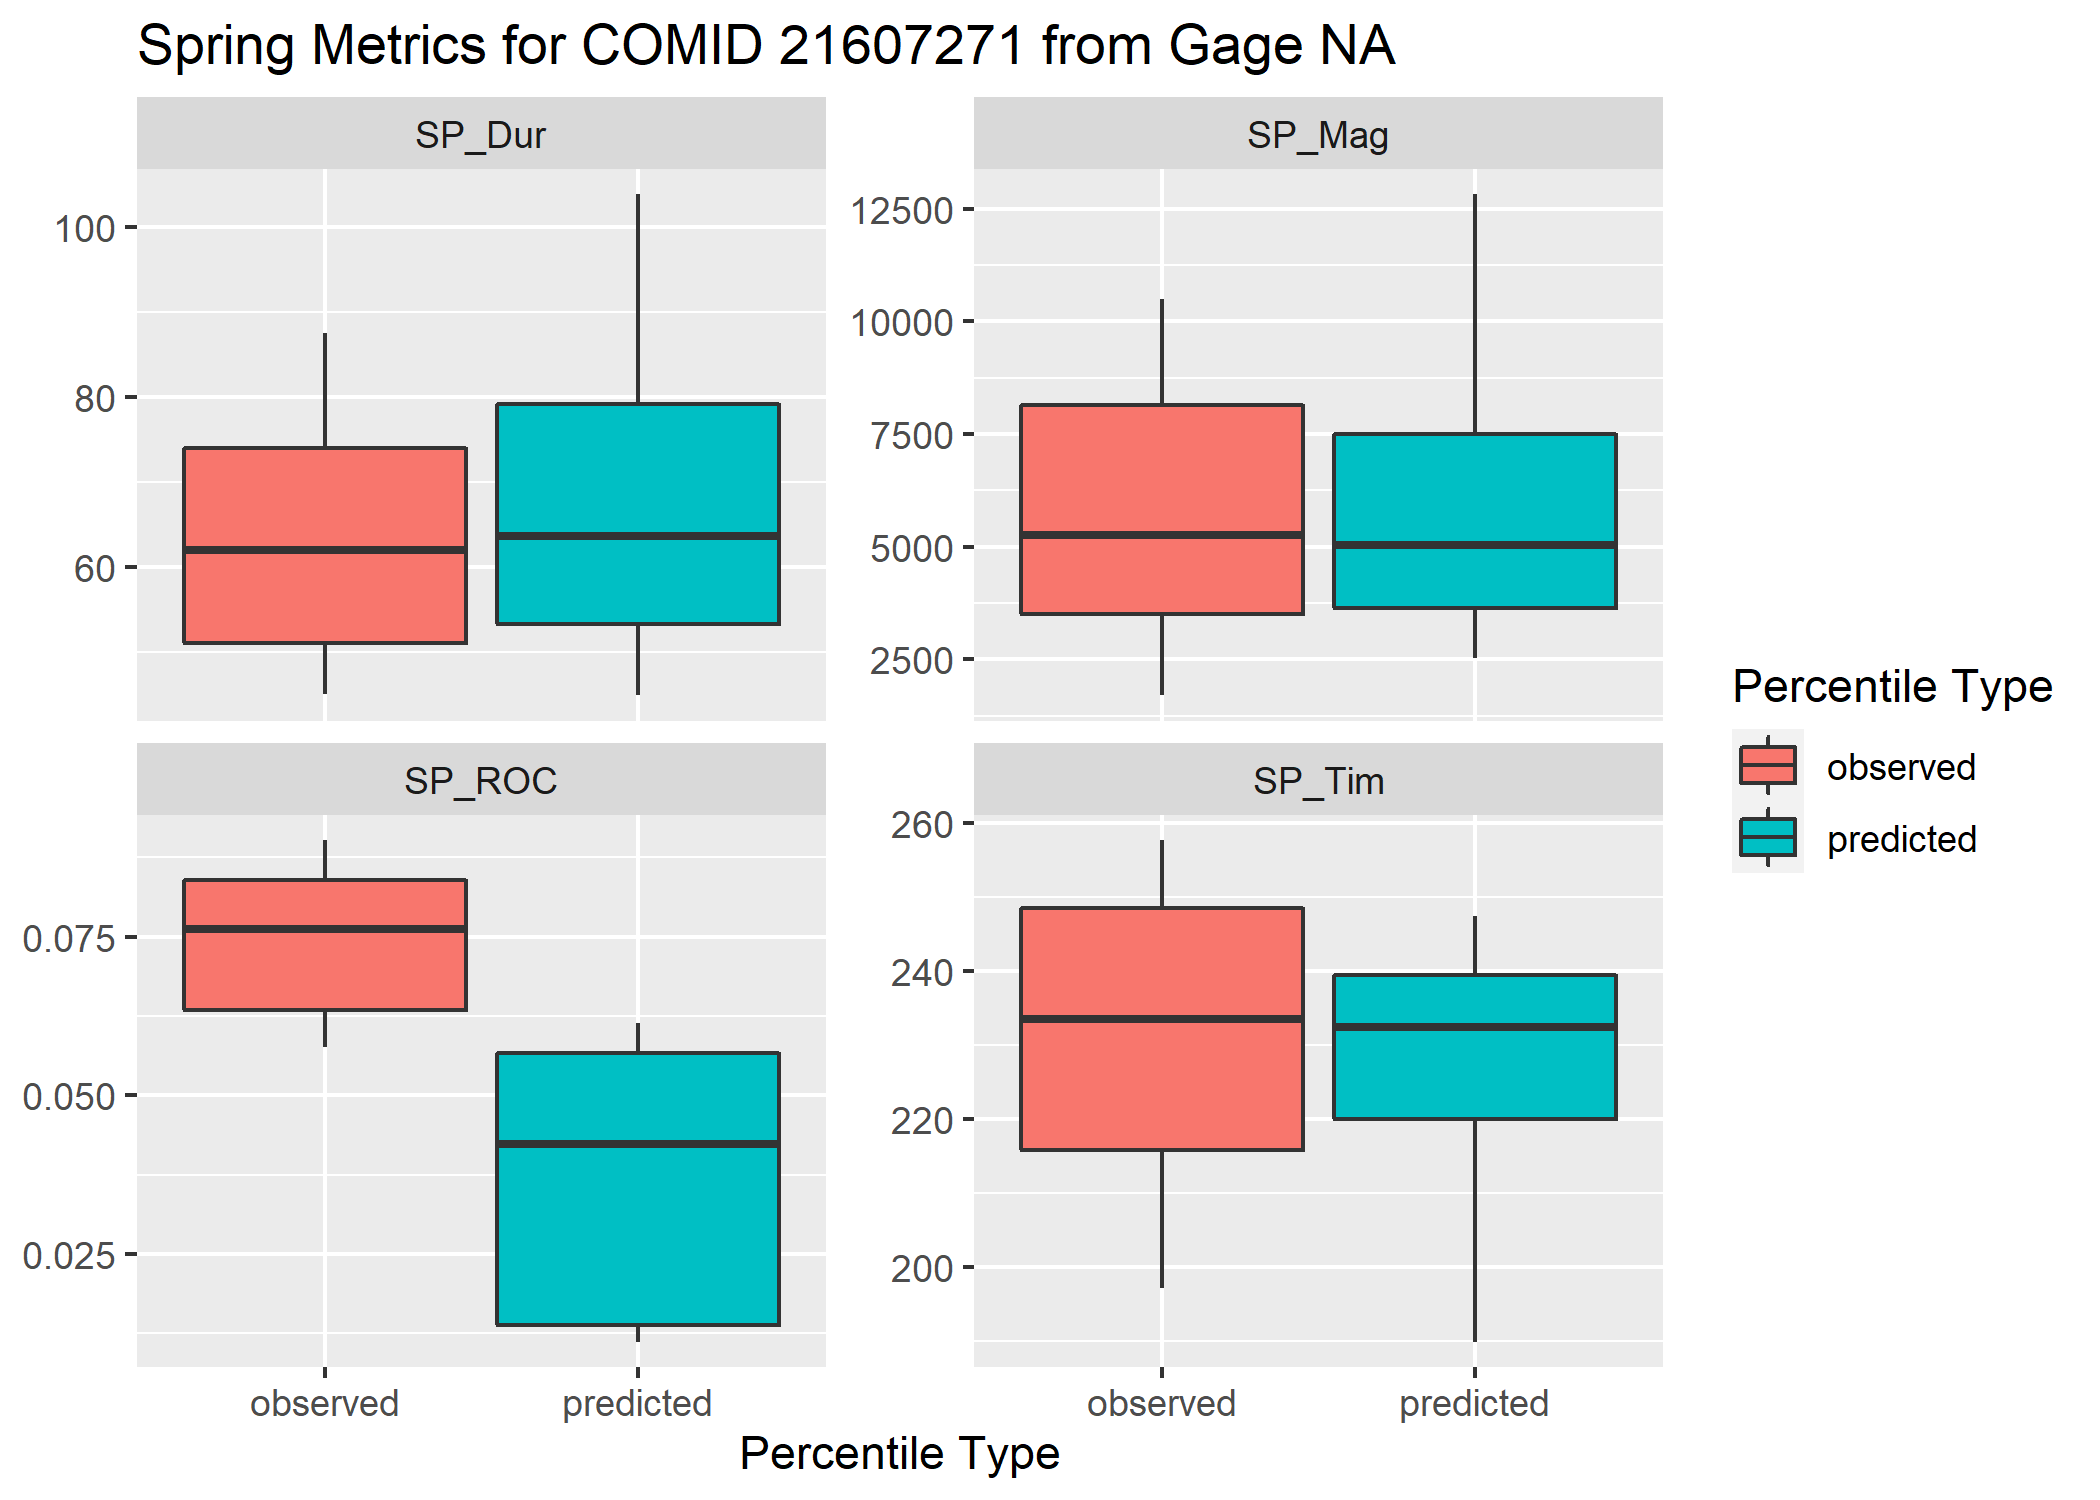 Spring Metrics for COMID 21607271 from Gage NA
SP_Dur
SP_Mag
100
80
60
12500
10000
7500
5000
2500
SP_ROC
SP_Tim
0.075
0.050
0.025
260
240
220
200
observed
predicted
observed
predicted
Percentile Type
Percentile Type
observed
predicted